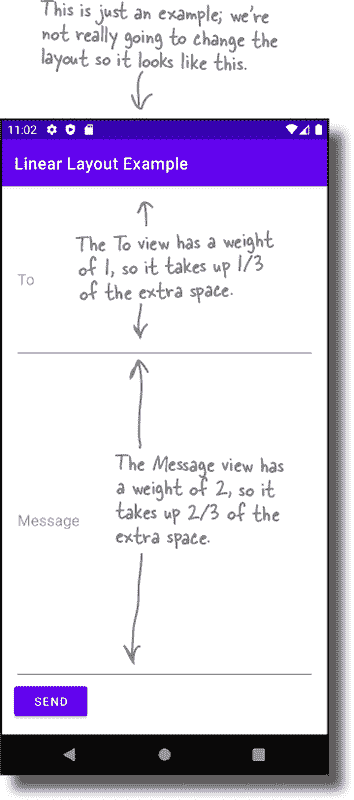 This is just an example; we're
not really going to change the
layout so it looks like this.
11:02
Linear Layout Example
The To view has a weight
of 1, so it takes up 1/3
of the extra space.
To
The Message view has
a weight of 2, so it
takes up 2/3 of the
extra space.
Message
SEND